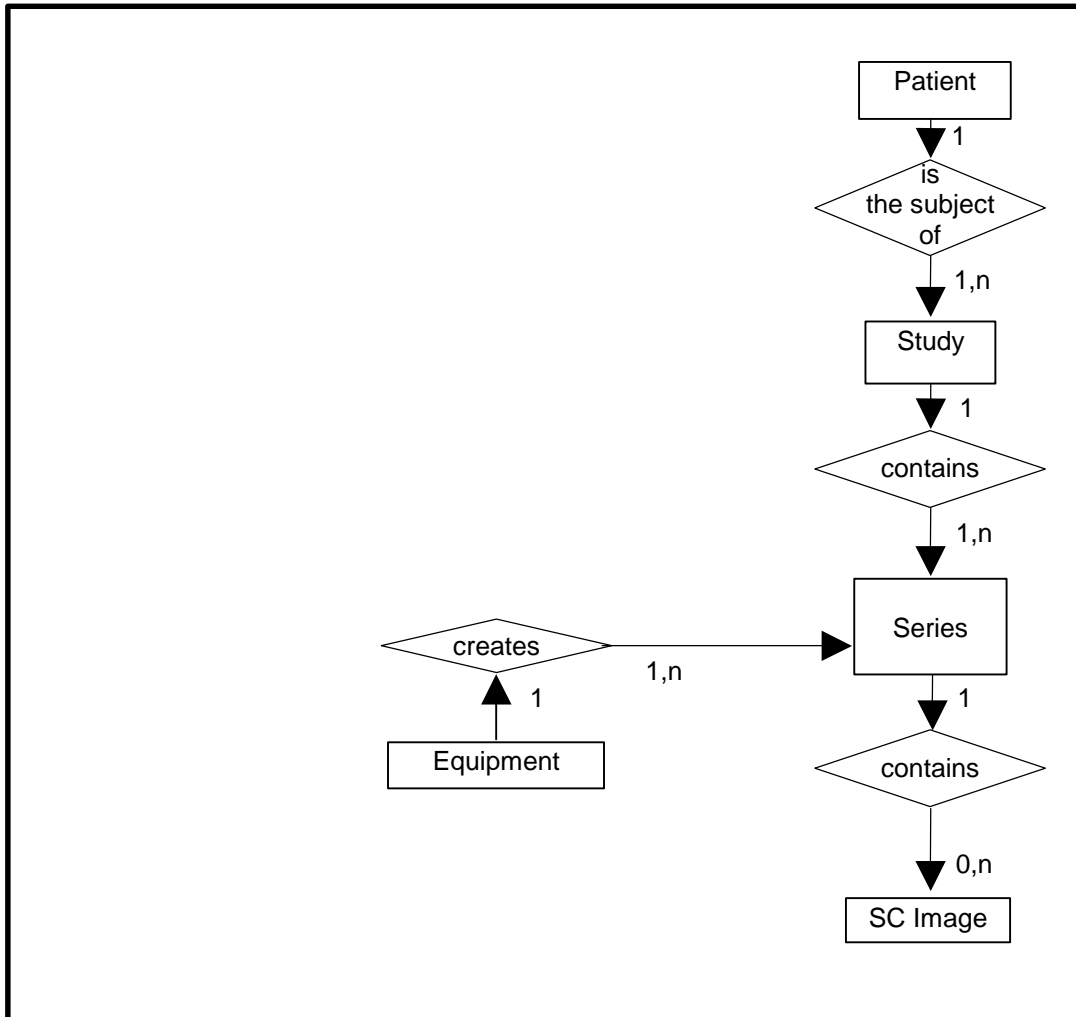 Patient
1
is
the subject
of
1,n
Study
1
contains
1,n
Series
creates
1,n
1
1
Equipment
contains
0,n
SC Image